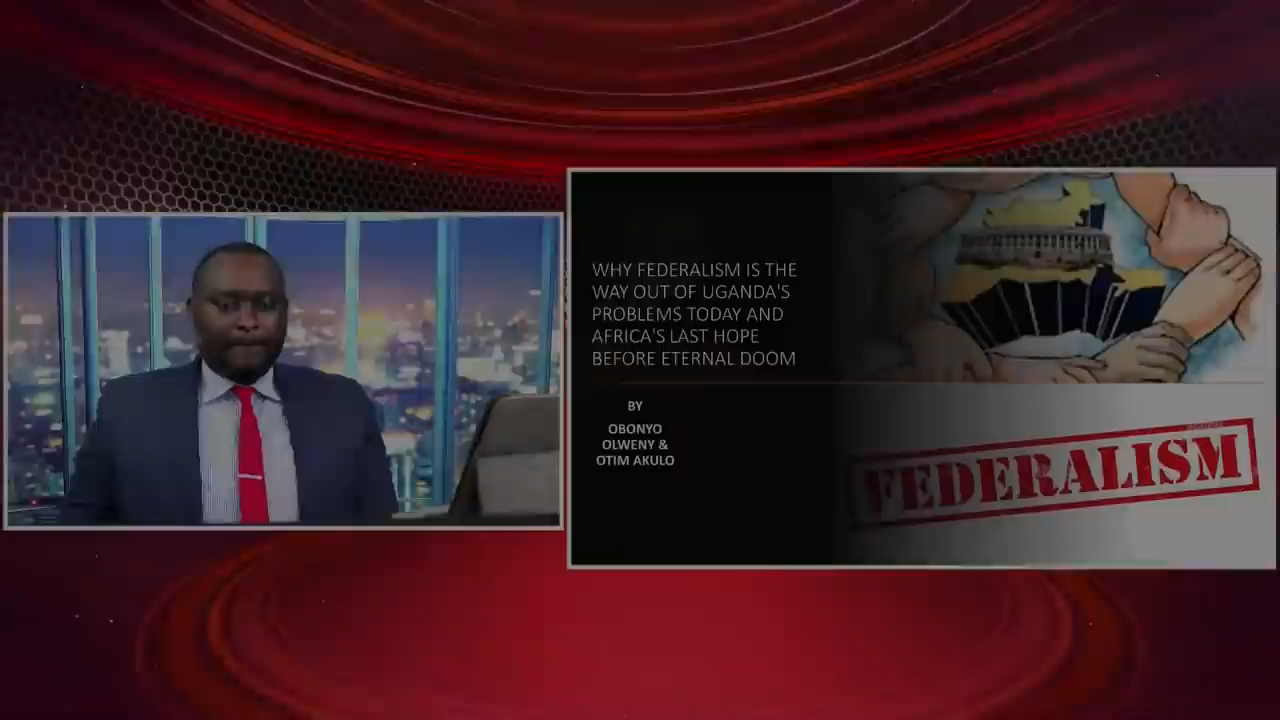 WHY FEDERALISM IS THE
WAY OUT OF UGANDA'S
PROBLEMS TODAY AND
AFRICA'S LAST HOPE
BEFORE ETERNAL DOOM
BY
OBONYO
OLWENY &
OTIM AKULO
FEDERALISM